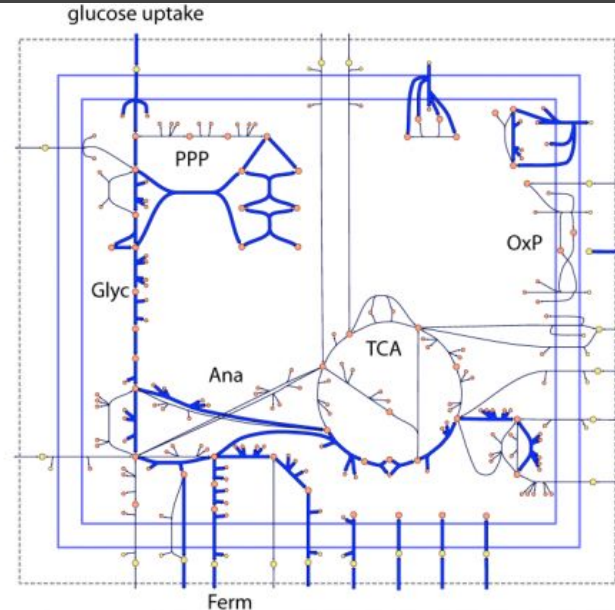 glucose uptake
PPP
OxP
Glyc
TCA
Ana
Ferm